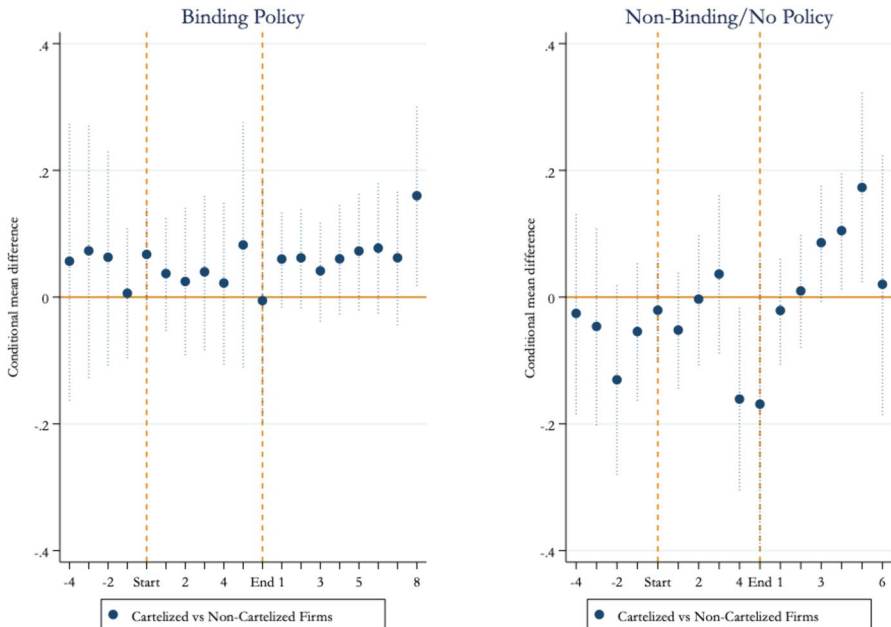 Binding Policy
Conditional mean difference
.4
.2
0
-.2
-.4
-4 -2 Start 2 4 End 1 3 5 8
Cartelized vs Non-Cartelized Firms
Non-Binding/No Policy
Conditional mean difference
.4
.2
0
-.2
-.4
-4 -2 Start 2 4 End 1 3 6
Cartelized vs Non-Cartelized Firms